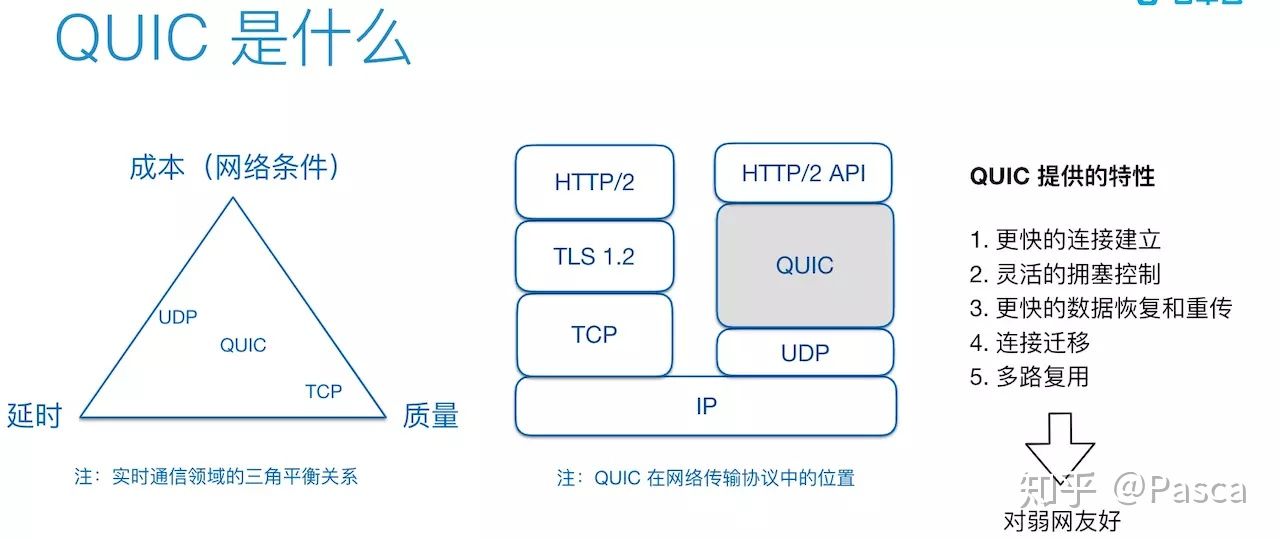 QUIC 是什么
成本（网络条件）
UDP
QUIC
TCP
延时
质量
注：实时通信领域的三角平衡关系
HTTP/2
HTTP/2 API
TLS 1.2
QUIC
TCP
UDP
IP
注：QUIC 在网络传输协议中的位置
QUIC 提供的特性
1. 更快的连接建立
2. 灵活的拥塞控制
3. 更快的数据恢复和重传
4. 连接迁移
5. 多路复用
对弱网友好
知乎 @Pasca